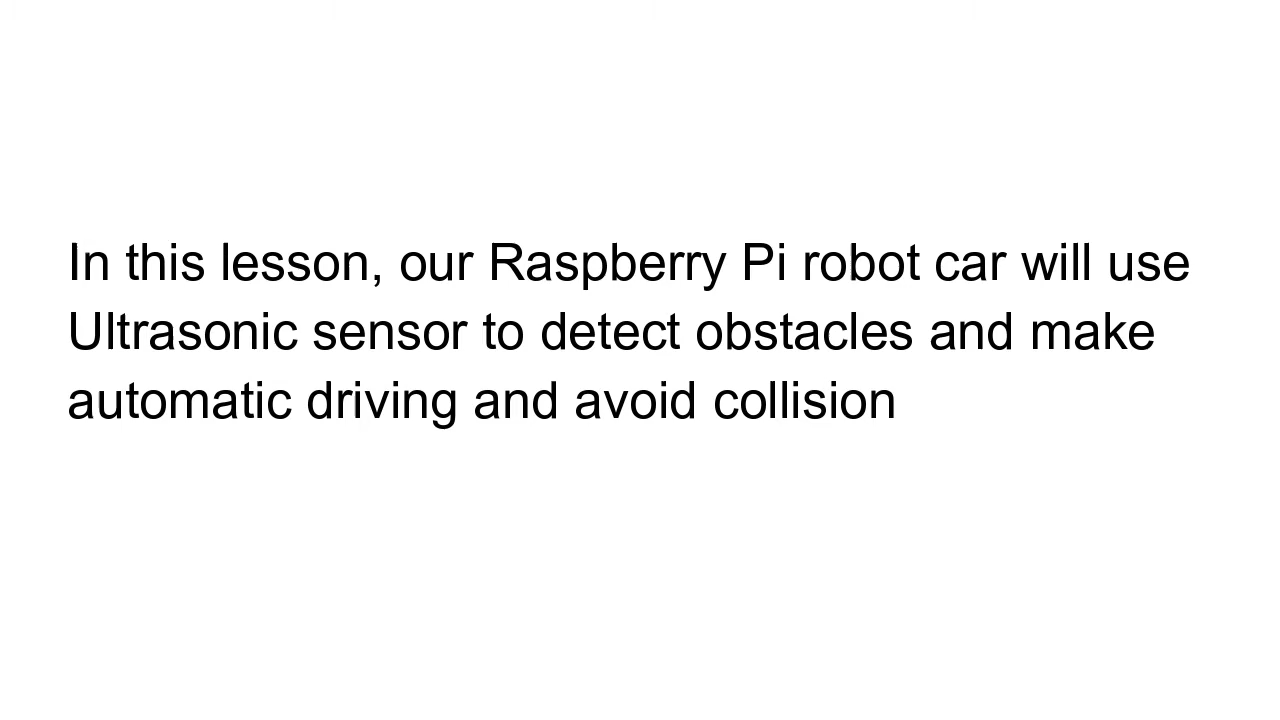 In this lesson, our Raspberry Pi robot car will use
Ultrasonic sensor to detect obstacles and make
automatic driving and avoid collision